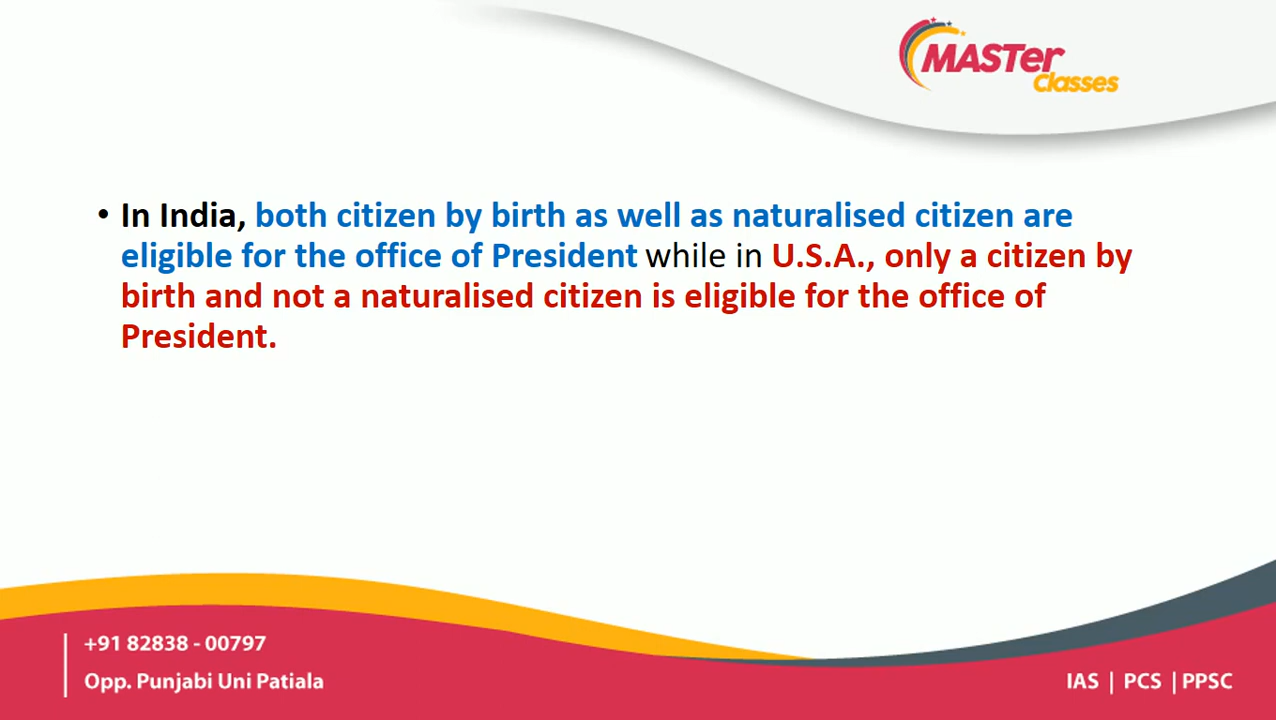 MASTer
Classes
• In India, both citizen by birth as well as naturalised citizen are
eligible for the office of President while in U.S.A., only a citizen by
birth and not a naturalised citizen is eligible for the office of
President.
+91 82838 - 00797
Opp. Punjabi Uni Patiala
IAS | PCS | PPSC